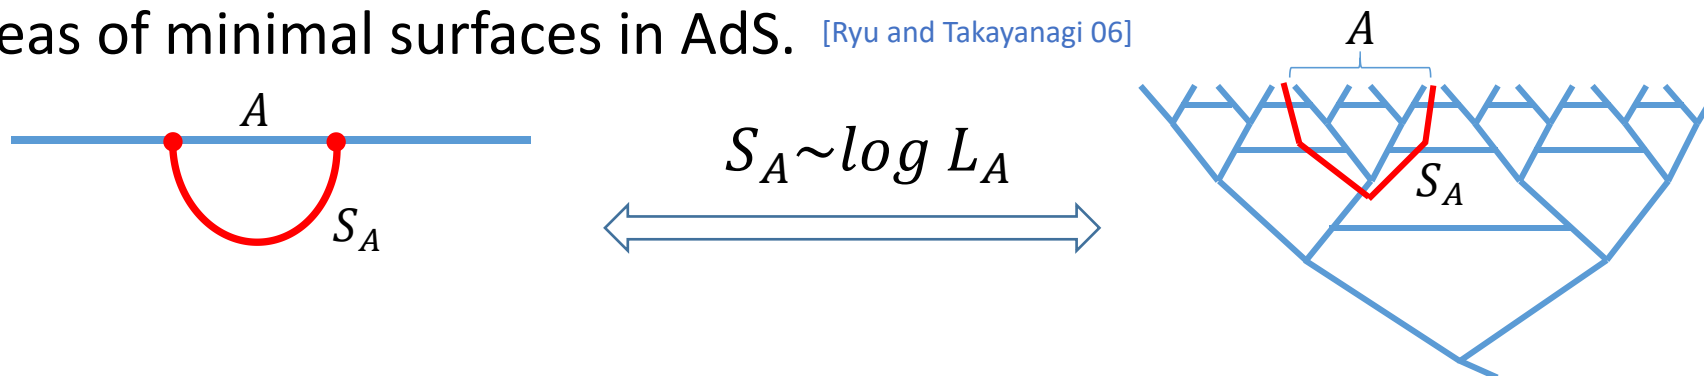 eas of minimal surfaces in AdS. [Ryu and Takayanagi 06]
A
A
S_A~log L_A
S_A
S_A